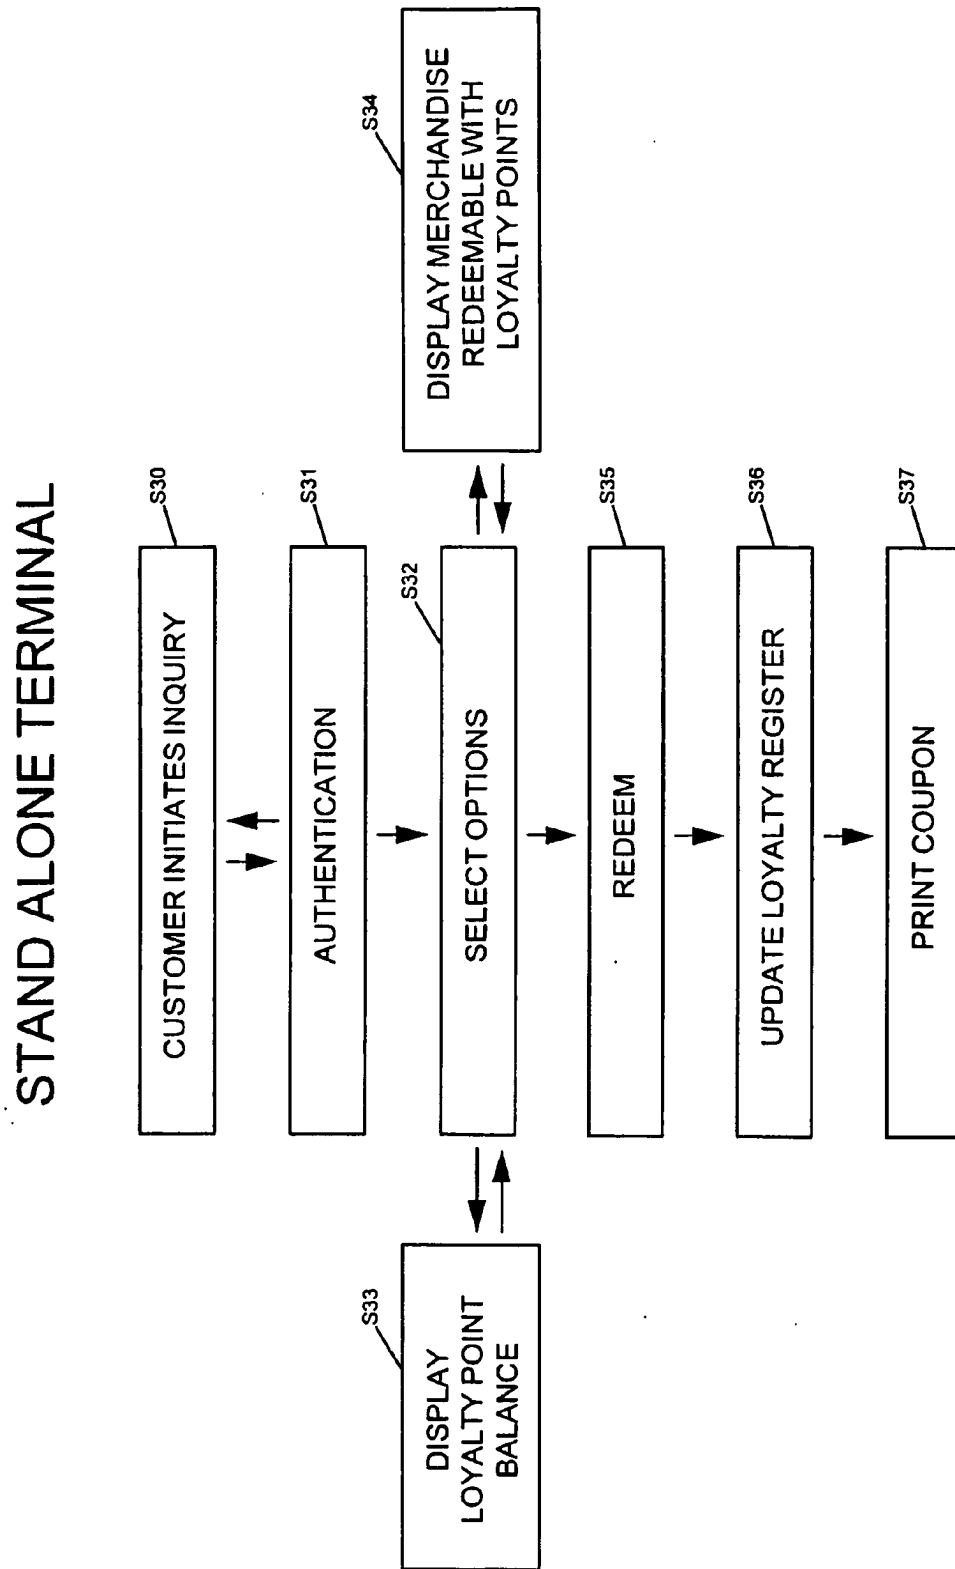 STAND ALONE TERMINAL
S30
CUSTOMER INITIATES INQUIRY
S31
AUTHENTICATION
S33
DISPLAY
LOYALTY POINT
BALANCE
S32
SELECT OPTIONS
S34
DISPLAY MERCHANDISE
REDEEMABLE WITH
LOYALTY POINTS
S35
REDEEM
S36
UPDATE LOYALTY REGISTER
S37
PRINT COUPON